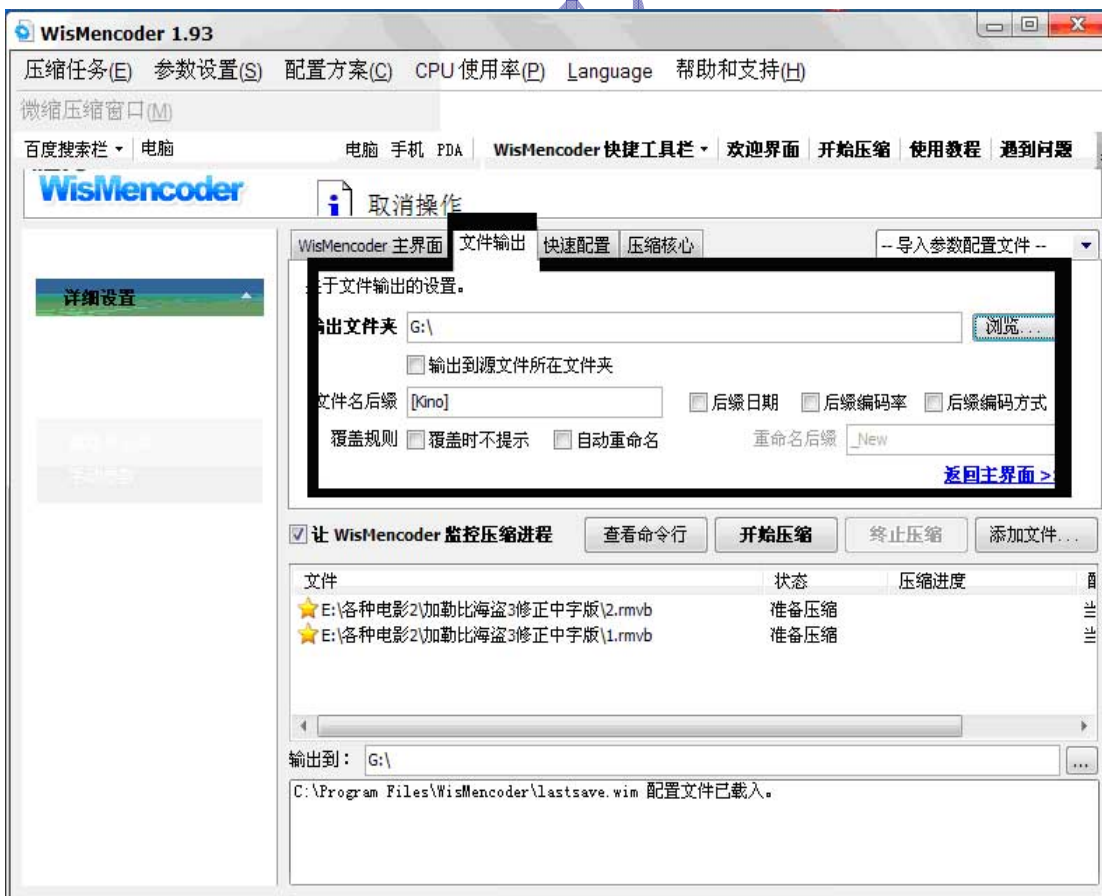 WisMencoder 1.93
压缩任务(E) 参数设置(S) 配置方案(C) CPU 使用率(P) Language 帮助和支持(H)
微缩压缩窗口(M)
百度搜索栏 电脑 电脑 手机 PDA WisMencoder 快捷工具栏 欢迎界面 开始压缩 使用教程 遇到问题
WisMencoder
取消操作
WisMencoder 主界面 文件输出 快速配置 压缩核心 -- 导入参数配置文件 --
详细设置
于文件输出的设置。
输出文件夹 G:\ 浏览...
输出到源文件所在文件夹
文件名后缀 [Kino] 后缀日期 后缀编码率 后缀编码方式
覆盖规则 覆盖时不提示 自动重命名 重命名后缀 _New
返回主界面 >
让 WisMencoder 监控压缩进程 查看命令行 开始压缩 终止压缩 添加文件...
文件 状态 压缩进度
E:\各种电影2\加勒比海盗3修正中字版\2.rmvb 准备压缩
E:\各种电影2\加勒比海盗3修正中字版\1.rmvb 准备压缩
输出到： G:\ ...
C:\Program Files\WisMencoder\lastsave.wim 配置文件已载入。